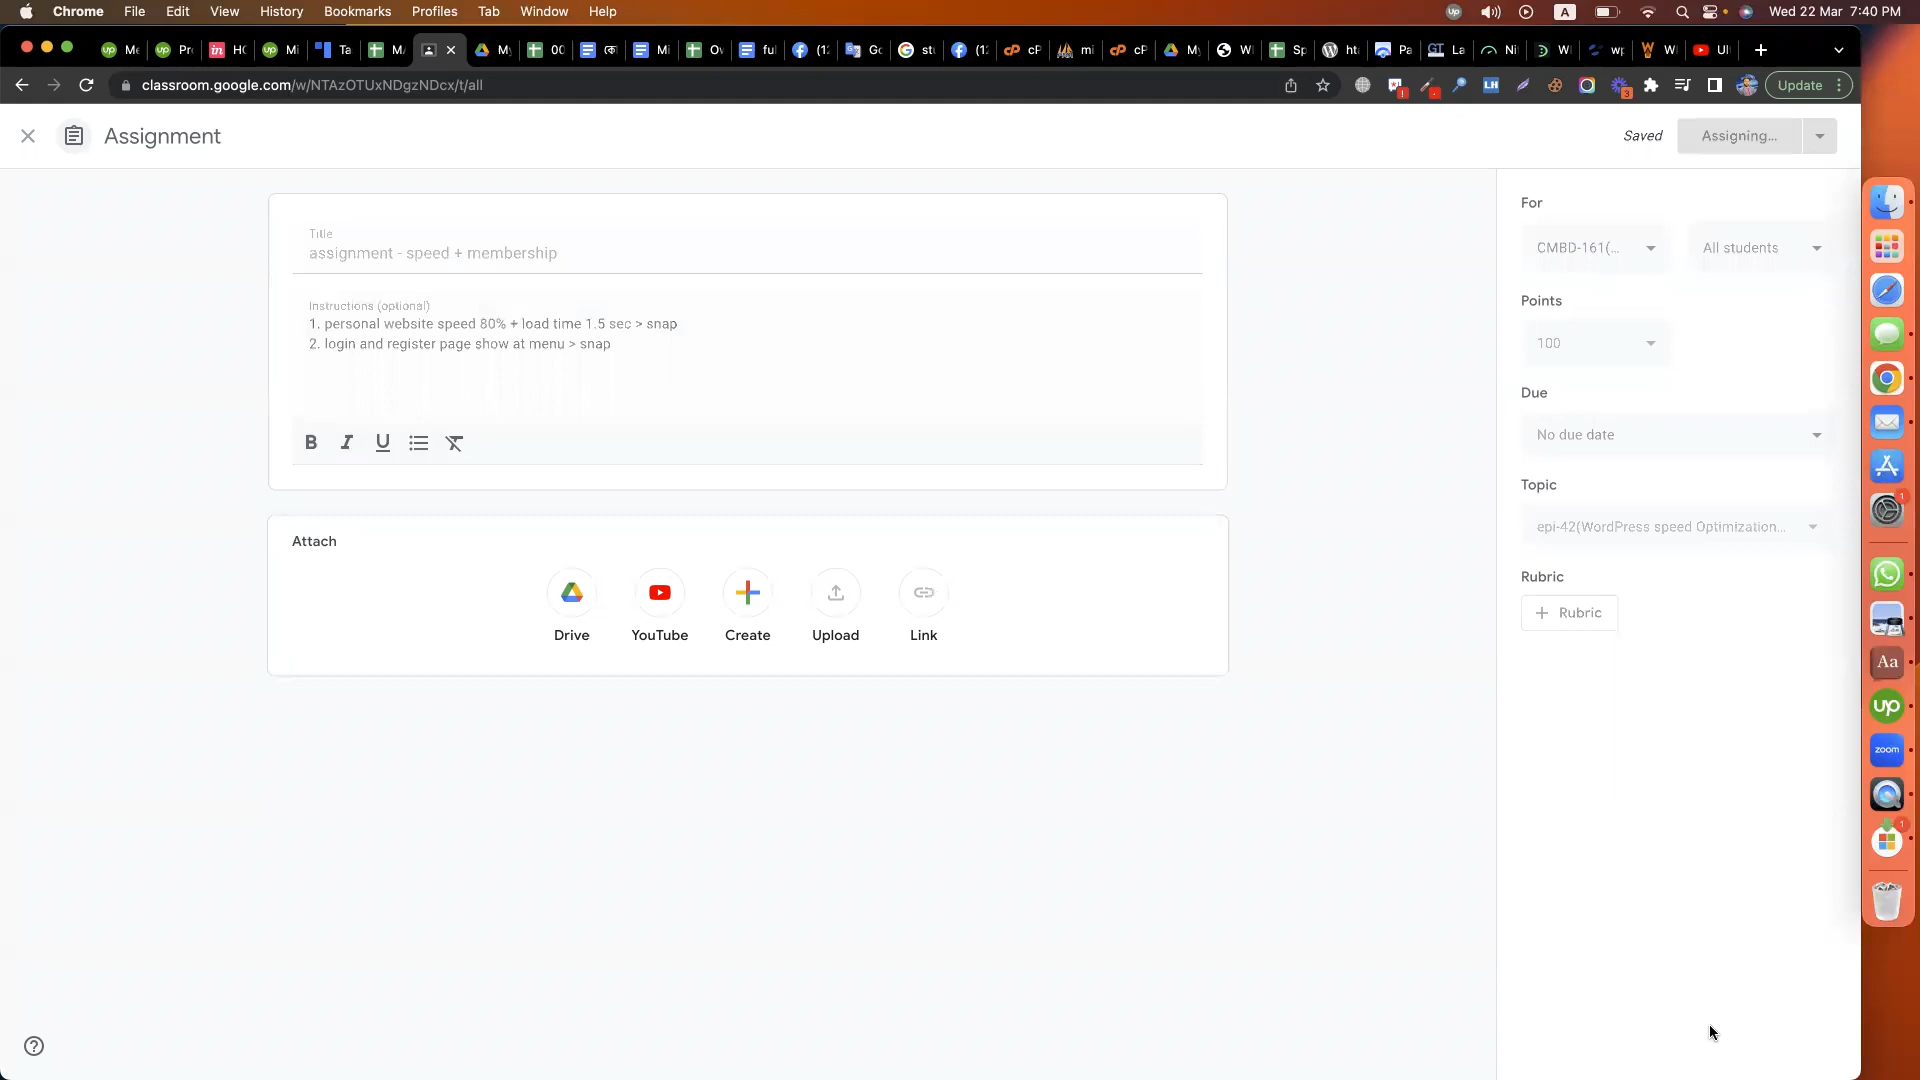 Chrome File Edit View History Bookmarks Profiles Tab Window Help
Wed 22 Mar 7:40 PM
classroom.google.com/w/NTAzOTUxNDgzNDcx/t/all
Update
Assignment
Saved
Assigning...
Title
assignment - speed + membership
Instructions (optional)
1. personal website speed 80% + load time 1.5 sec > snap
2. login and register page show at menu > snap
B I U
Attach
Drive YouTube Create Upload Link
For
CMBD-161(... All students
Points
100
Due
No due date
Topic
epi-42(WordPress speed Optimization...
Rubric
+ Rubric
Aa
up
zoom